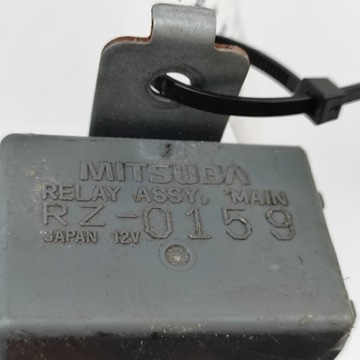 MITSUBA
RELAY ASSY, MAIN
RZ-0159
JAPAN 12V